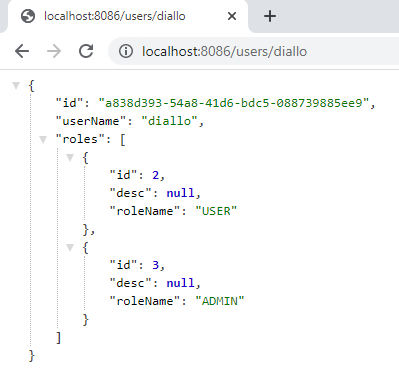 localhost:8086/users/diallo
localhost:8086/users/diallo
{
"id": "a838d393-54a8-41d6-bdc5-088739885ee9",
"userName": "diallo",
"roles": [
{
"id": 2,
"desc": null,
"roleName": "USER"
},
{
"id": 3,
"desc": null,
"roleName": "ADMIN"
}
]
}